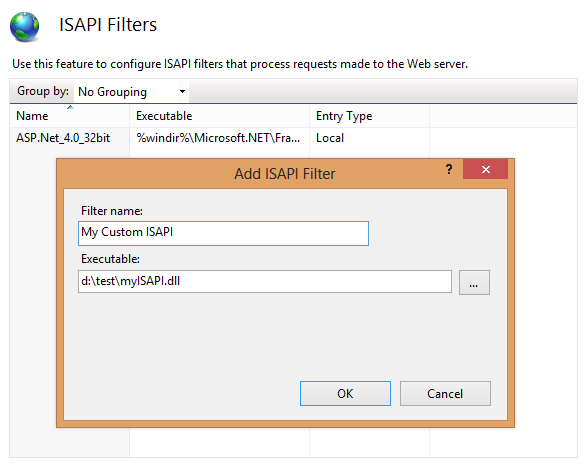 ISAPI Filters
Use this feature to configure ISAPI filters that process requests made to the Web server.
Group by: No Grouping
Name Executable Entry Type
ASP.Net_4.0_32bit %windir%\Microsoft.NET\Fra... Local
Add ISAPI Filter ? x
Filter name:
My Custom ISAPI
Executable:
d:\test\myISAPI.dll ...
OK Cancel